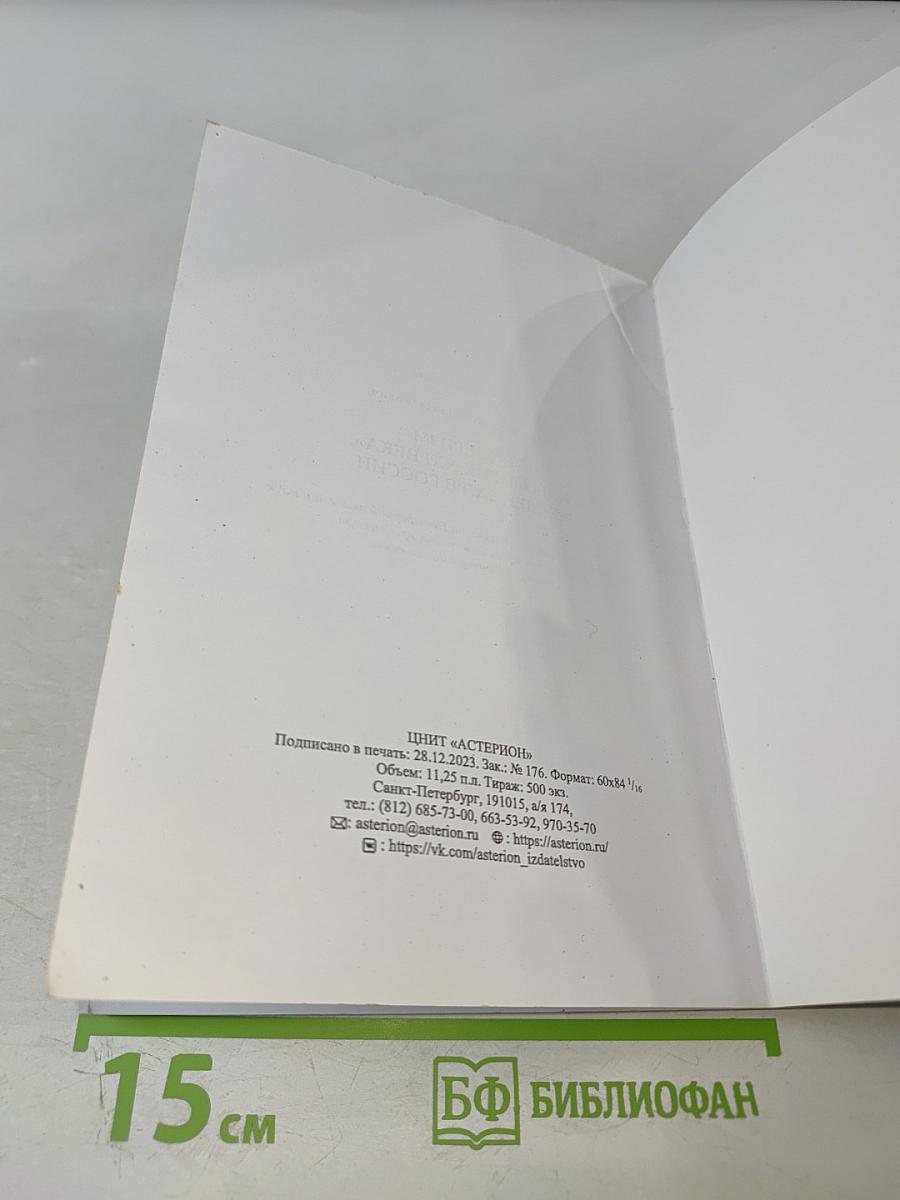 ЦНИТ «АСТЕРИОН»
Подписано в печать: 28.12.2023. Зак.: № 176. Формат: 60х84 1/16
Объем: 11,25 п.л. Тираж: 500 экз.
Санкт-Петербург, 191015, а/я 174,
тел.: (812) 685-73-00, 663-53-92, 970-35-70
: asterion@asterion.ru : https://asterion.ru/
: https://vk.com/asterion_izdatelstvo
15 см
БФ БИБЛИОФАН